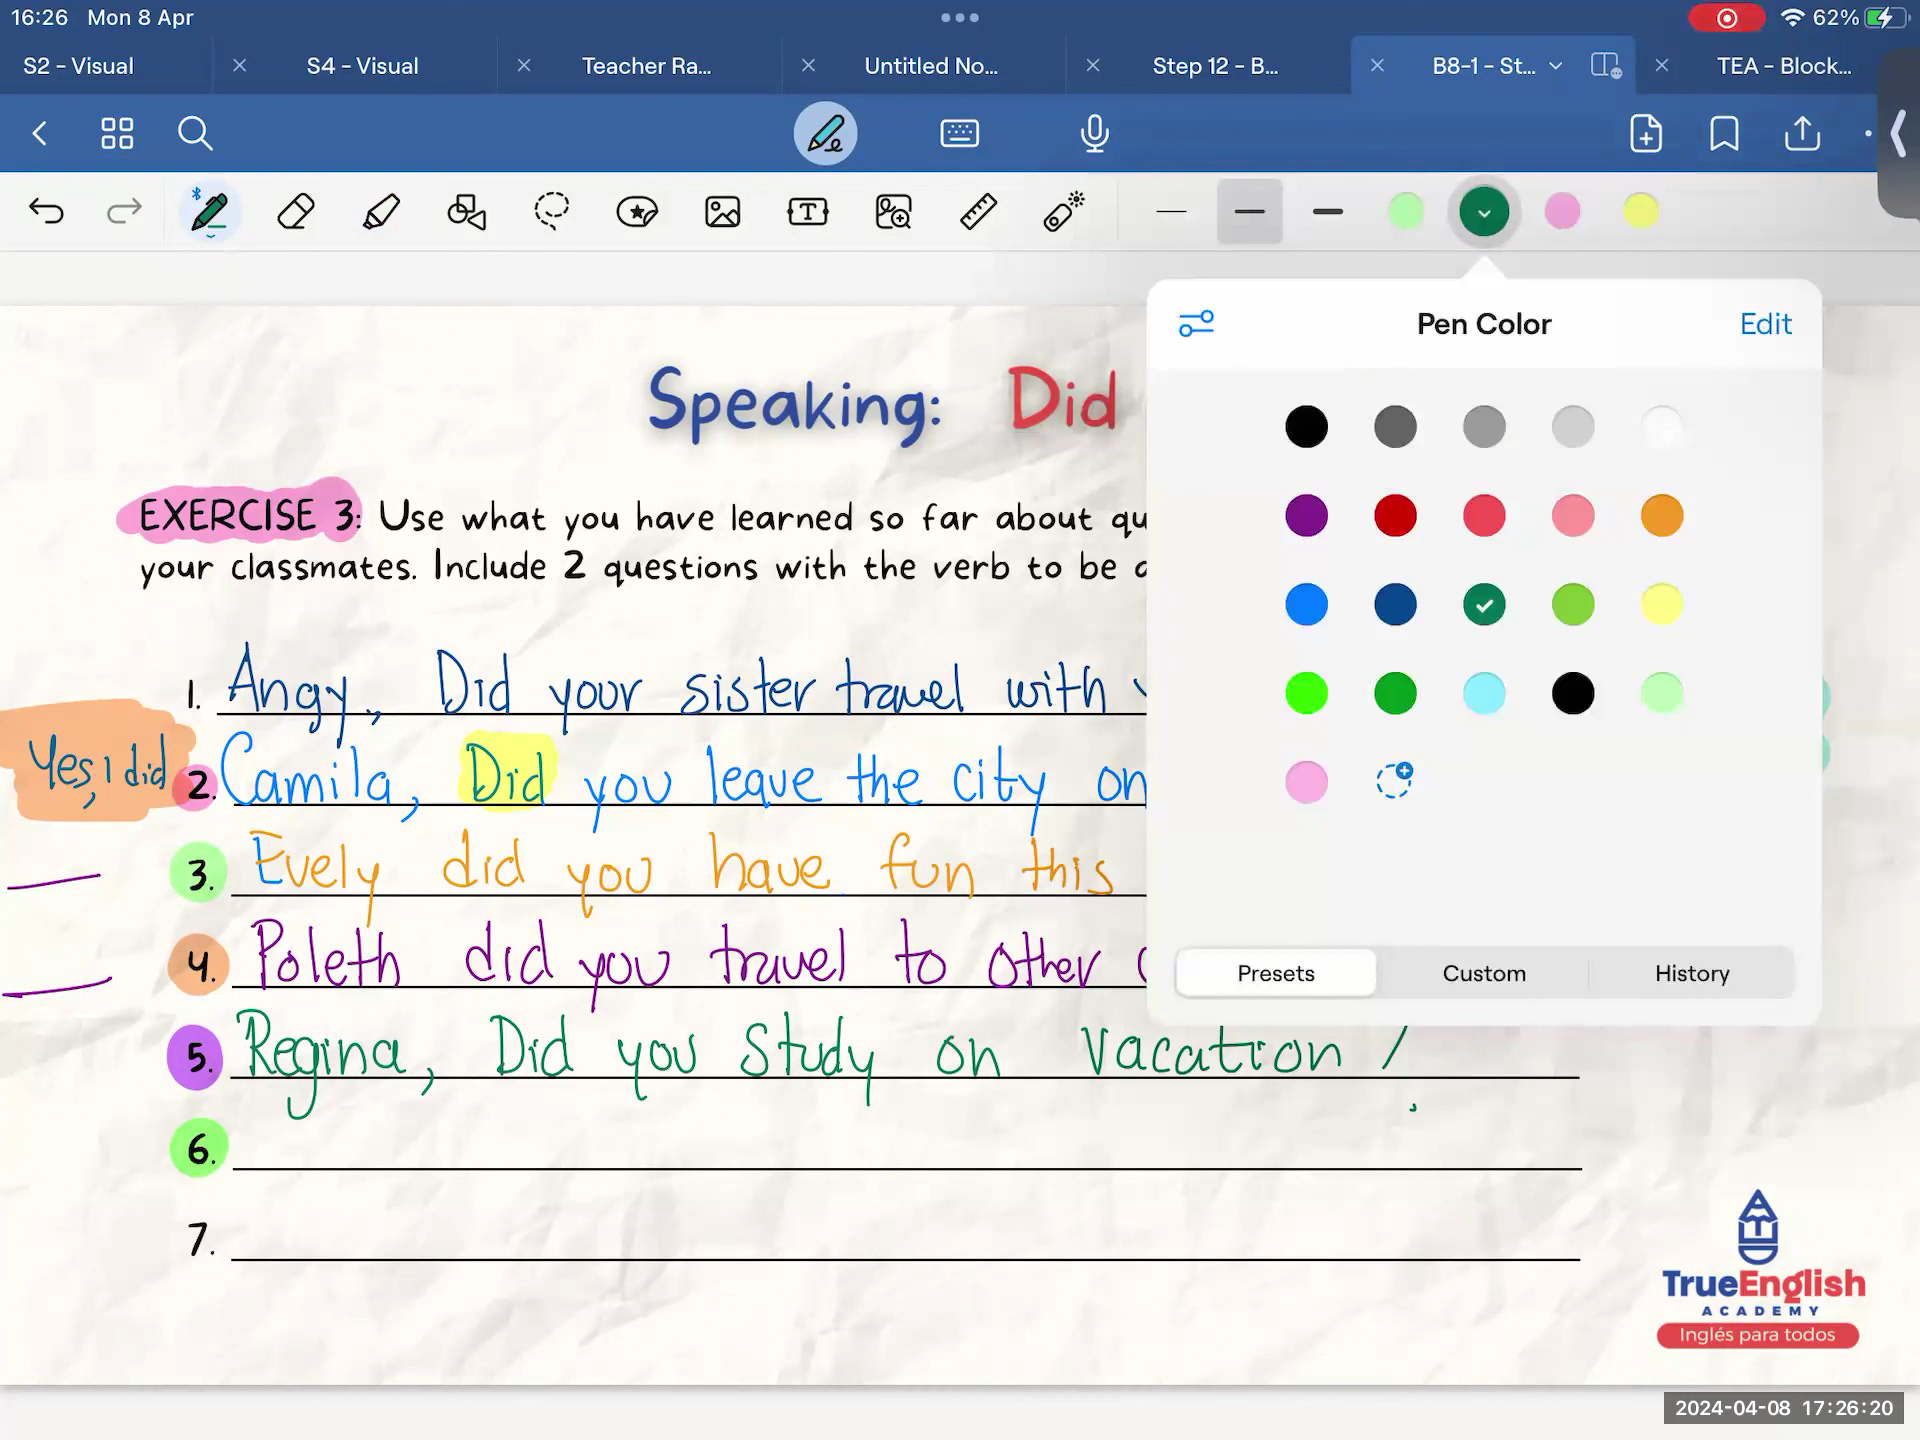 16:26 Mon 8 Apr
62%
S2 - Visual
S4 - Visual
Teacher Ra...
Untitled No...
Step 12 - B...
B8-1 - St...
TEA - Block...
Pen Color
Edit
Speaking: Did
EXERCISE 3: Use what you have learned so far about qu
your classmates. Include 2 questions with the verb to be
1. Angy, Did your sister travel with
Yes, I did
2. Camila, Did you leave the city on
3. Evely did you have fun this
4. Poleth did you travel to other
5. Regina, Did you study on vacation
6.
7.
Presets
Custom
History
TrueEnglish
ACADEMY
Inglés para todos
2024-04-08 17:26:20